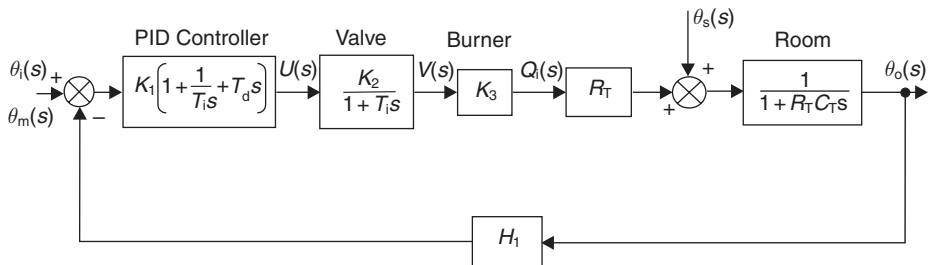 PID Controller
Valve
Burner
Room
θi(s)
+
θm(s)
−
K1(1+1/Tis+Tds)
U(s)
K2/1+Tis
V(s)
K3
Qi(s)
RT
+
θs(s)
+
1/1+RTCTs
θo(s)
H1